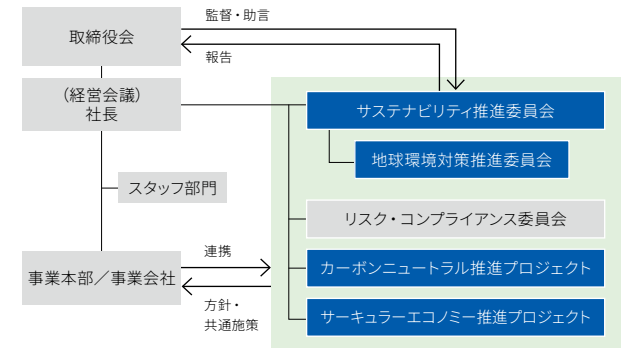 監督・助言
取締役会
報告
（経営会議）
社長
サステナビリティ推進委員会
地球環境対策推進委員会
スタッフ部門
リスク・コンプライアンス委員会
連携
事業本部／事業会社
カーボンニュートラル推進プロジェクト
方針・
共通施策
サーキュラーエコノミー推進プロジェクト